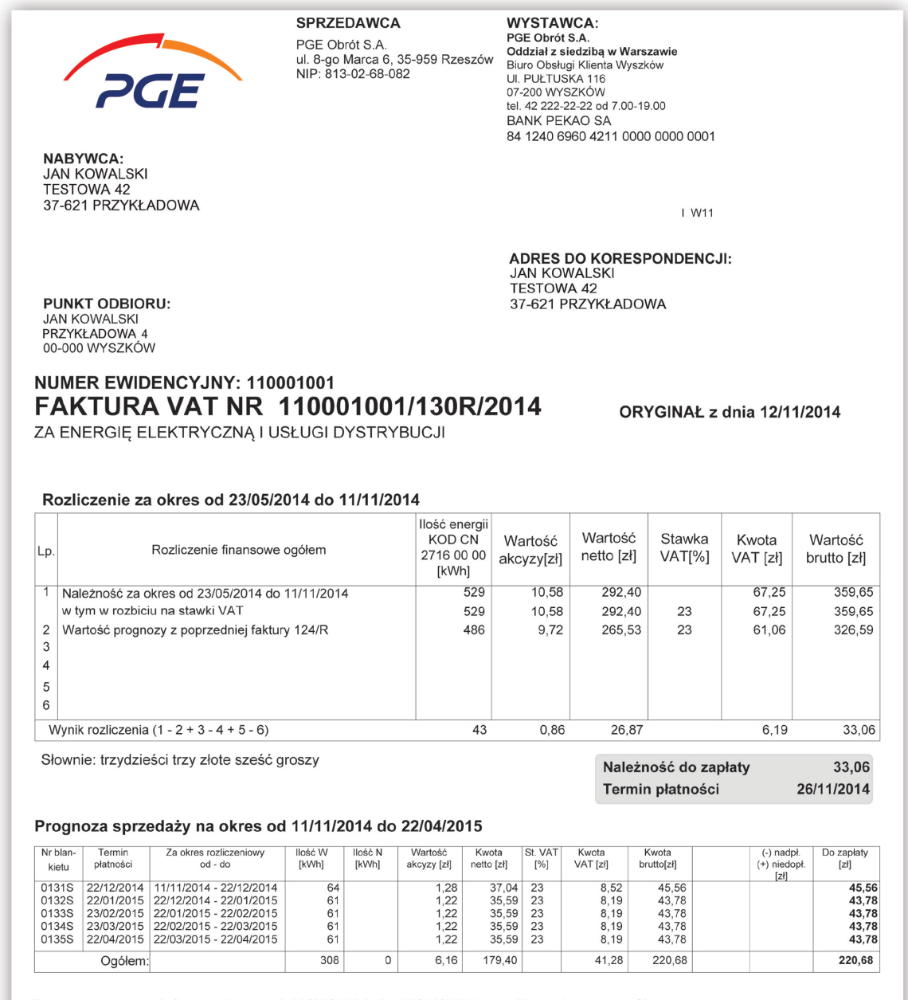 PGE
SPRZEDAWCA
PGE Obrót S.A.
ul. 8-go Marca 6, 35-959 Rzeszów
NIP: 813-02-68-082
WYSTAWCA:
PGE Obrót S.A.
Oddział z siedzibą w Warszawie
Biuro Obsługi Klienta Wyszków
Ul. PUŁTUSKA 116
07-200 WYSZKÓW
tel. 42 222-22-22 od 7.00-19.00
BANK PEKAO SA
84 1240 6960 4211 0000 0000 0001
NABYWCA:
JAN KOWALSKI
TESTOWA 42
37-621 PRZYKŁADOWA
I W11
ADRES DO KORESPONDENCJI:
JAN KOWALSKI
TESTOWA 42
37-621 PRZYKŁADOWA
PUNKT ODBIORU:
JAN KOWALSKI
PRZYKŁADOWA 4
00-000 WYSZKÓW
NUMER EWIDENCYJNY: 110001001
FAKTURA VAT NR 110001001/130R/2014
ORYGINAŁ z dnia 12/11/2014
ZA ENERGIĘ ELEKTRYCZNĄ I USŁUGI DYSTRYBUCJI
Rozliczenie za okres od 23/05/2014 do 11/11/2014
Lp. Rozliczenie finansowe ogółem Ilość energii KOD CN 2716 00 00 [kWh] Wartość akcyzy[zł] Wartość netto [zł] Stawka VAT[%] Kwota VAT [zł] Wartość brutto [zł]
1 Należność za okres od 23/05/2014 do 11/11/2014 529 10,58 292,40 67,25 359,65
w tym w rozbiciu na stawki VAT 529 10,58 292,40 23 67,25 359,65
2 Wartość prognozy z poprzedniej faktury 124/R 486 9,72 265,53 23 61,06 326,59
3
4
5
6
Wynik rozliczenia (1 - 2 + 3 - 4 + 5 - 6) 43 0,86 26,87 6,19 33,06
Słownie: trzydzieści trzy złote sześć groszy
Należność do zapłaty 33,06
Termin płatności 26/11/2014
Prognoza sprzedaży na okres od 11/11/2014 do 22/04/2015
Nr blan-kietu Termin płatności Za okres rozliczeniowy od - do Ilość W [kWh] Ilość N [kWh] Kwota akcyzy [zł] Kwota netto [zł] St. VAT [%] Kwota VAT [zł] Kwota brutto[zł] (-) nadpł. (+) niedopł. [zł] Do zapłaty [zł]
0131S 22/12/2014 11/11/2014 - 22/12/2014 64 1,28 37,04 23 8,52 45,56 45,56
0132S 22/01/2015 22/12/2014 - 22/01/2015 61 1,22 35,59 23 8,19 43,78 43,78
0133S 23/02/2015 22/01/2015 - 22/02/2015 61 1,22 35,59 23 8,19 43,78 43,78
0134S 23/03/2015 22/02/2015 - 22/03/2015 61 1,22 35,59 23 8,19 43,78 43,78
0135S 22/04/2015 22/03/2015 - 22/04/2015 61 1,22 35,59 23 8,19 43,78 43,78
Ogółem: 308 0 6,16 179,40 41,28 220,68 220,68